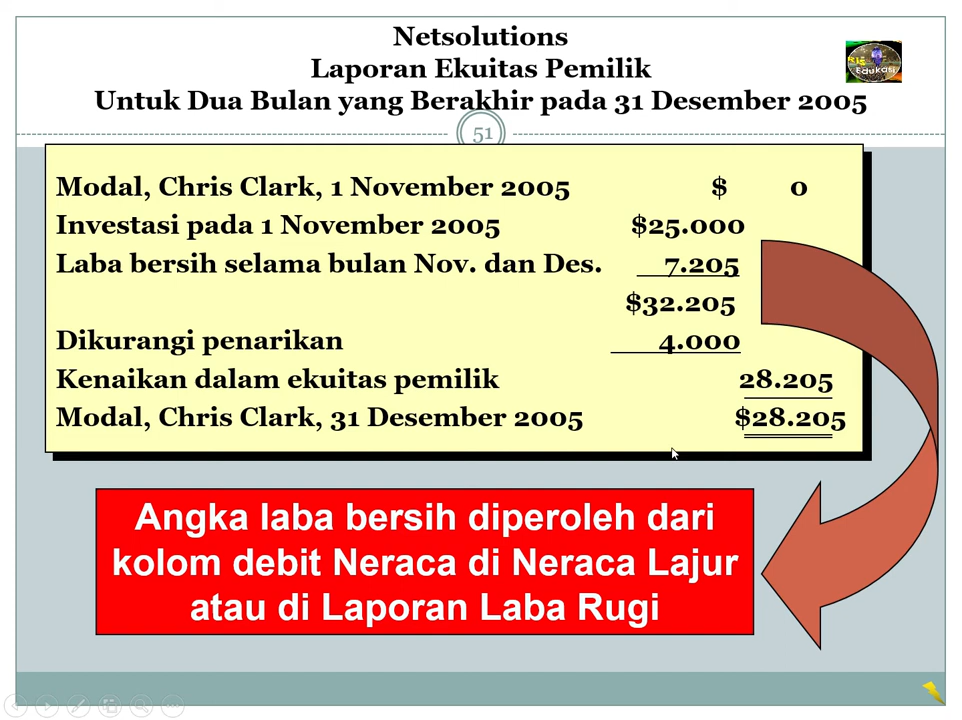 Netsolutions
Laporan Ekuitas Pemilik
Untuk Dua Bulan yang Berakhir pada 31 Desember 2005
RIF Edukasi
51
Modal, Chris Clark, 1 November 2005 $ 0
Investasi pada 1 November 2005 $25.000
Laba bersih selama bulan Nov. dan Des. 7.205
$32.205
Dikurangi penarikan 4.000
Kenaikan dalam ekuitas pemilik 28.205
Modal, Chris Clark, 31 Desember 2005 $28.205
Angka laba bersih diperoleh dari
kolom debit Neraca di Neraca Lajur
atau di Laporan Laba Rugi